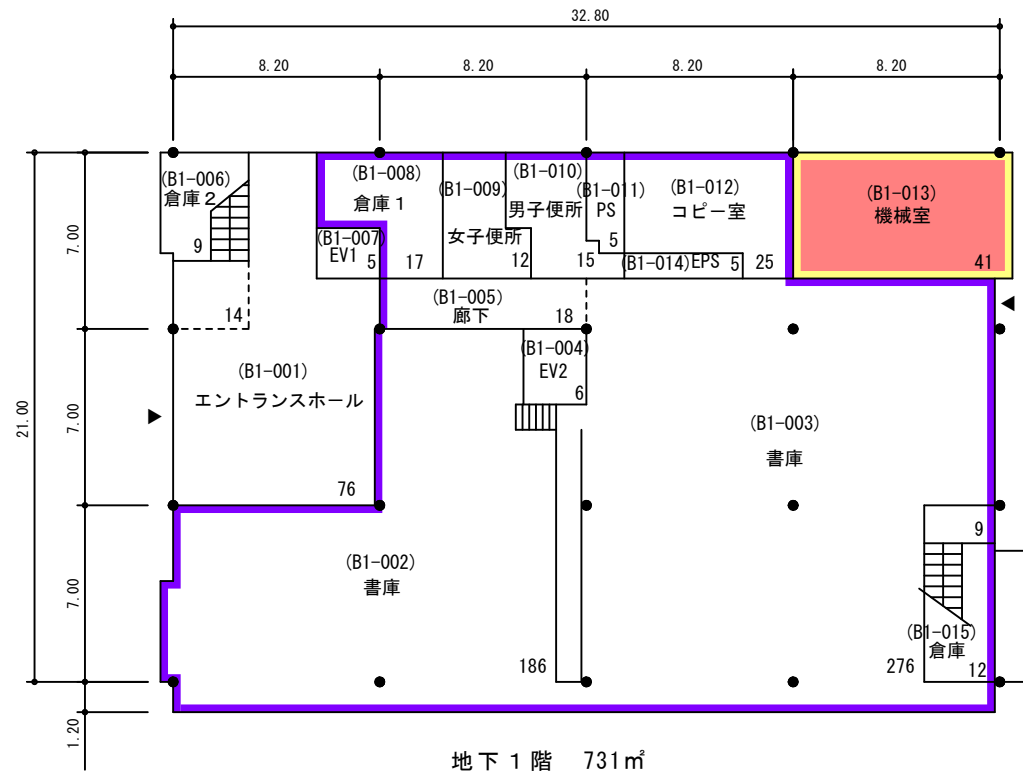 32.80
8.20
8.20
8.20
8.20
(B1-006)
倉庫2
9
(B1-008)
倉庫1
(B1-009)
女子便所
(B1-010)
男子便所
(B1-011)
PS
5
(B1-012)
コピー室
(B1-013)
機械室
41
(B1-007)
EV1
5
17
12
15
(B1-014)EPS
5
25
7.00
(B1-005)
廊下
18
14
(B1-004)
EV2
6
(B1-001)
エントランスホール
76
21.00
7.00
(B1-003)
書庫
(B1-002)
書庫
186
7.00
9
(B1-015)
倉庫
276
12
1.20
地下1階 731㎡